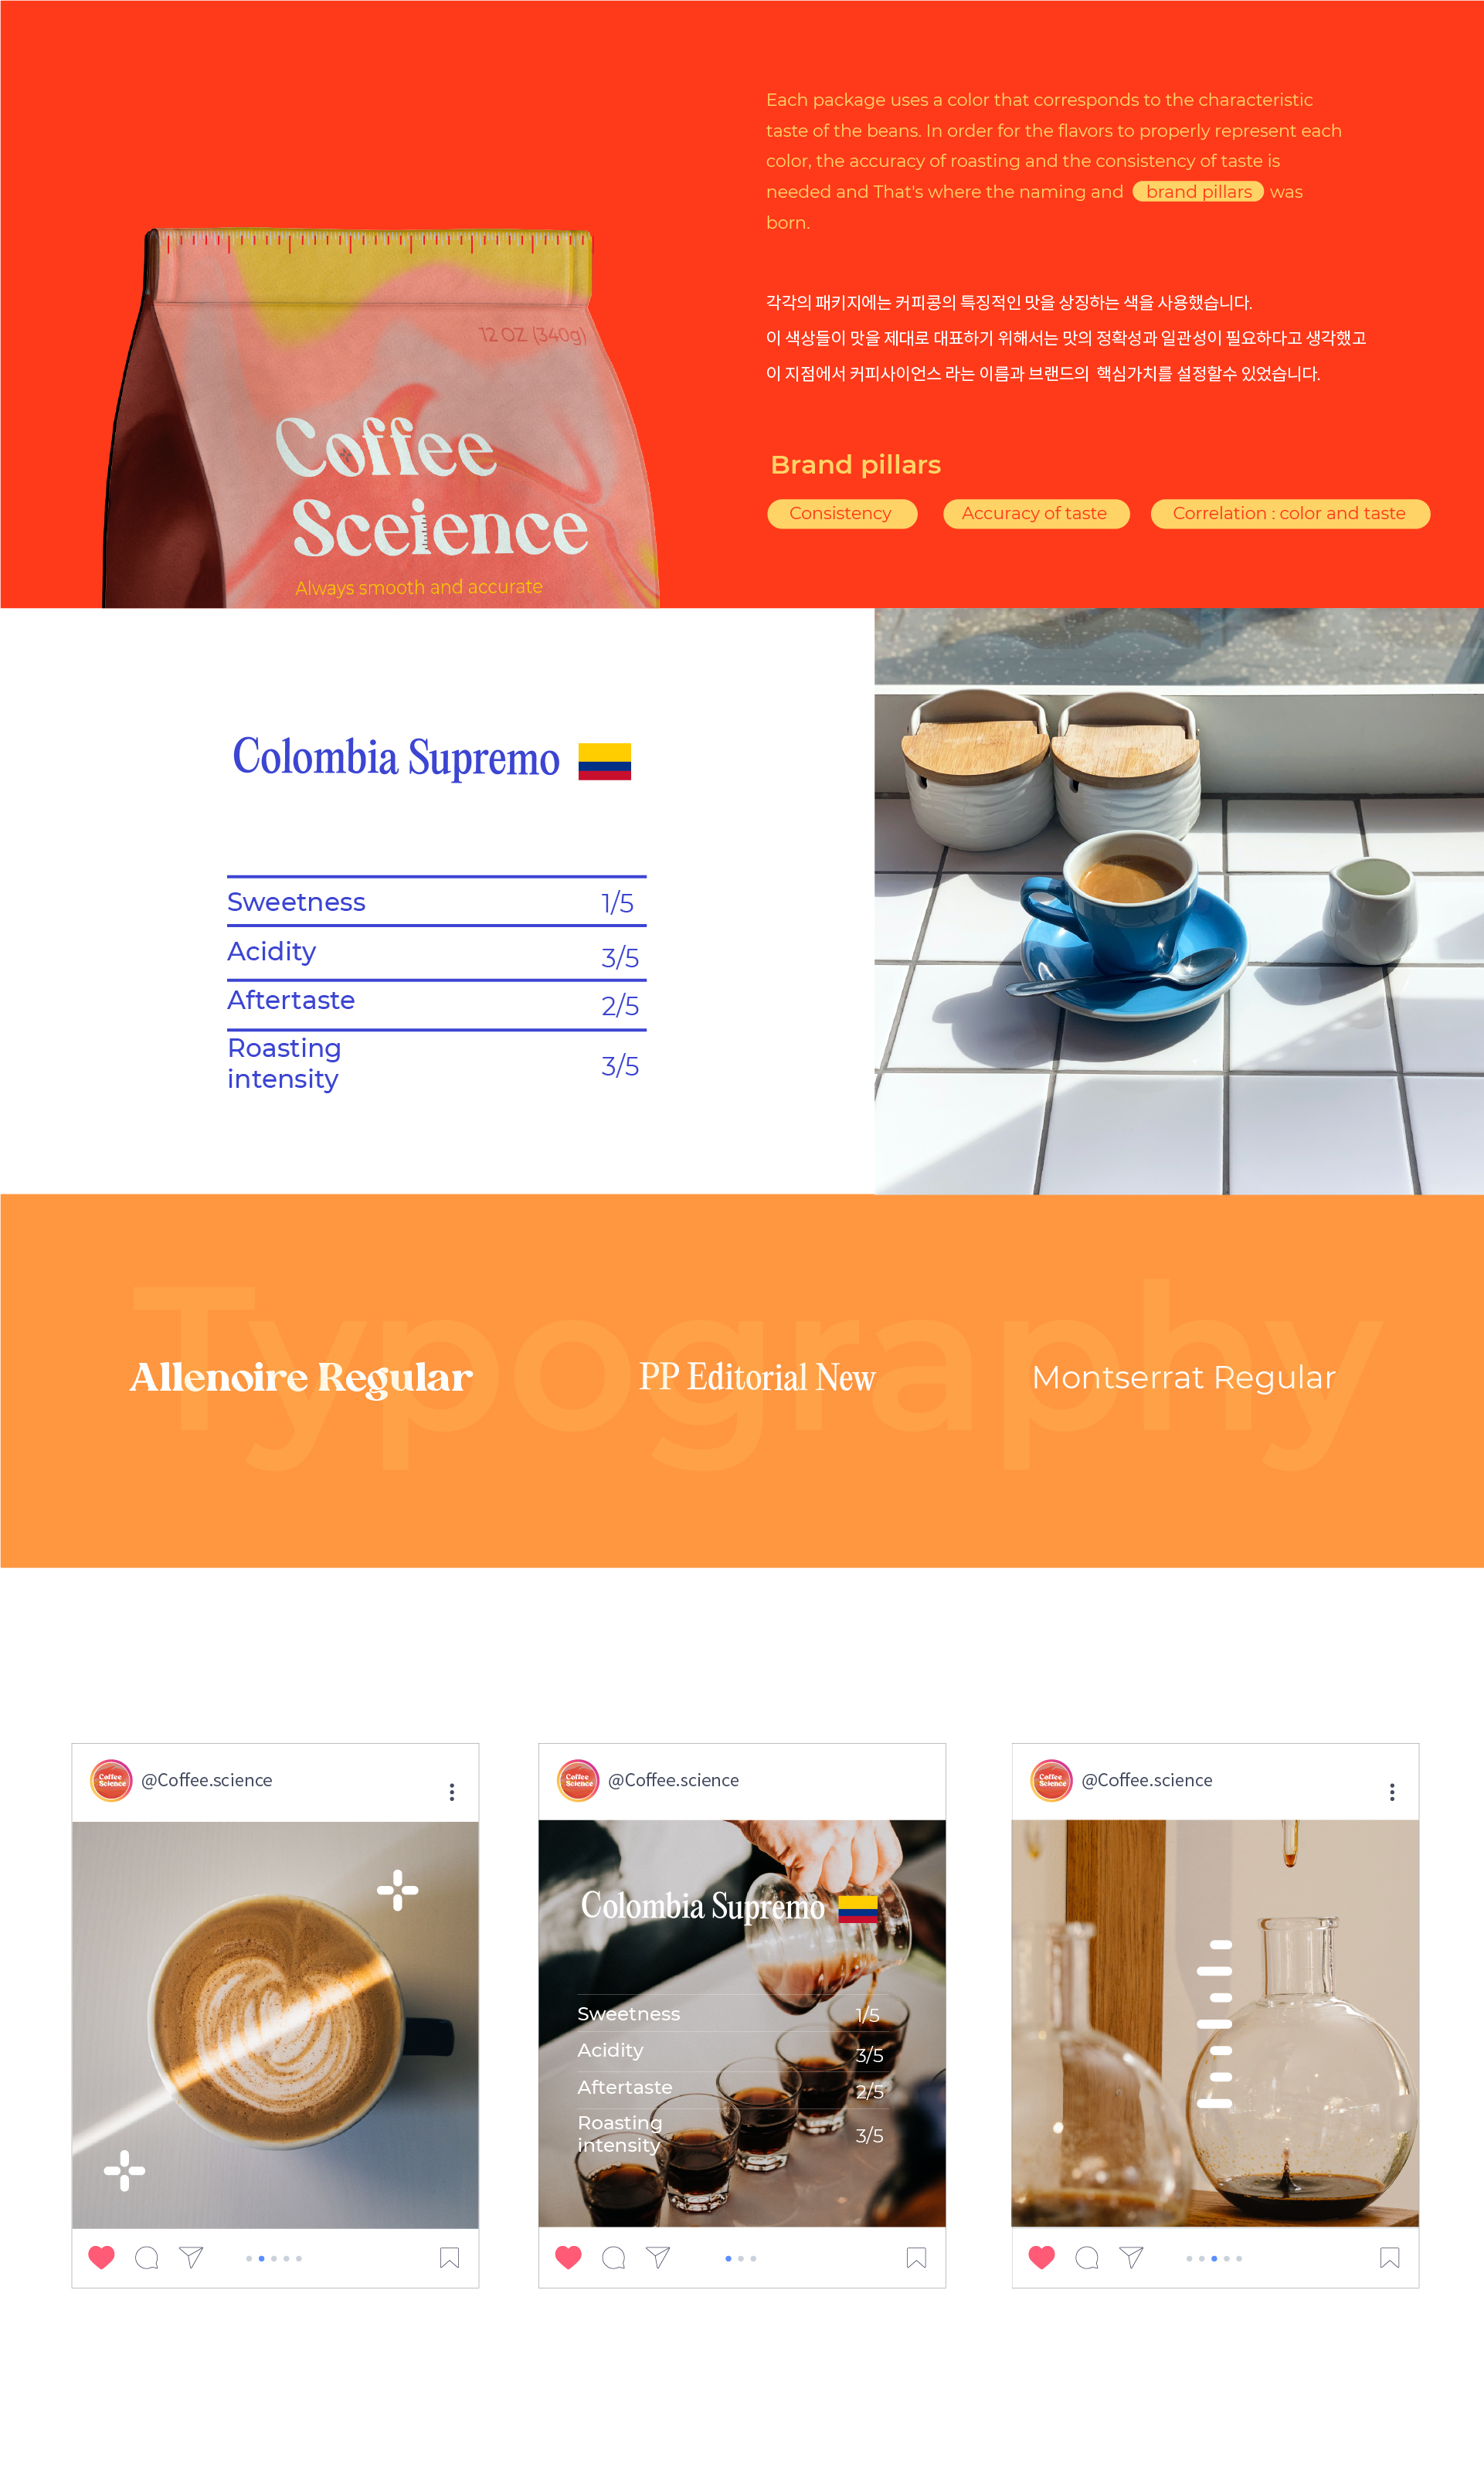 Each package uses a color that corresponds to the characteristic
taste of the beans. In order for the flavors to properly represent each
color, the accuracy of roasting and the consistency of taste is
needed and That's where the naming and brand pillars was
born.
각각의 패키지에는 커피콩의 특징적인 맛을 상징하는 색을 사용했습니다.
이 색상들이 맛을 제대로 대표하기 위해서는 맛의 정확성과 일관성이 필요하다고 생각했고
이 지점에서 커피사이언스 라는 이름과 브랜드의 핵심가치를 설정할수 있었습니다.
Brand pillars
Consistency
Accuracy of taste
Correlation : color and taste
12 OZ (340g)
Coffee
Sceience
Always smooth and accurate
Colombia Supremo
Sweetness 1/5
Acidity 3/5
Aftertaste 2/5
Roasting
intensity 3/5
Typography
Allenoire Regular
PP Editorial New
Montserrat Regular
Coffee
Science
@Coffee.science
Coffee
Science
@Coffee.science
Colombia Supremo
Sweetness 1/5
Acidity 3/5
Aftertaste 2/5
Roasting
intensity 3/5
Coffee
Science
@Coffee.science